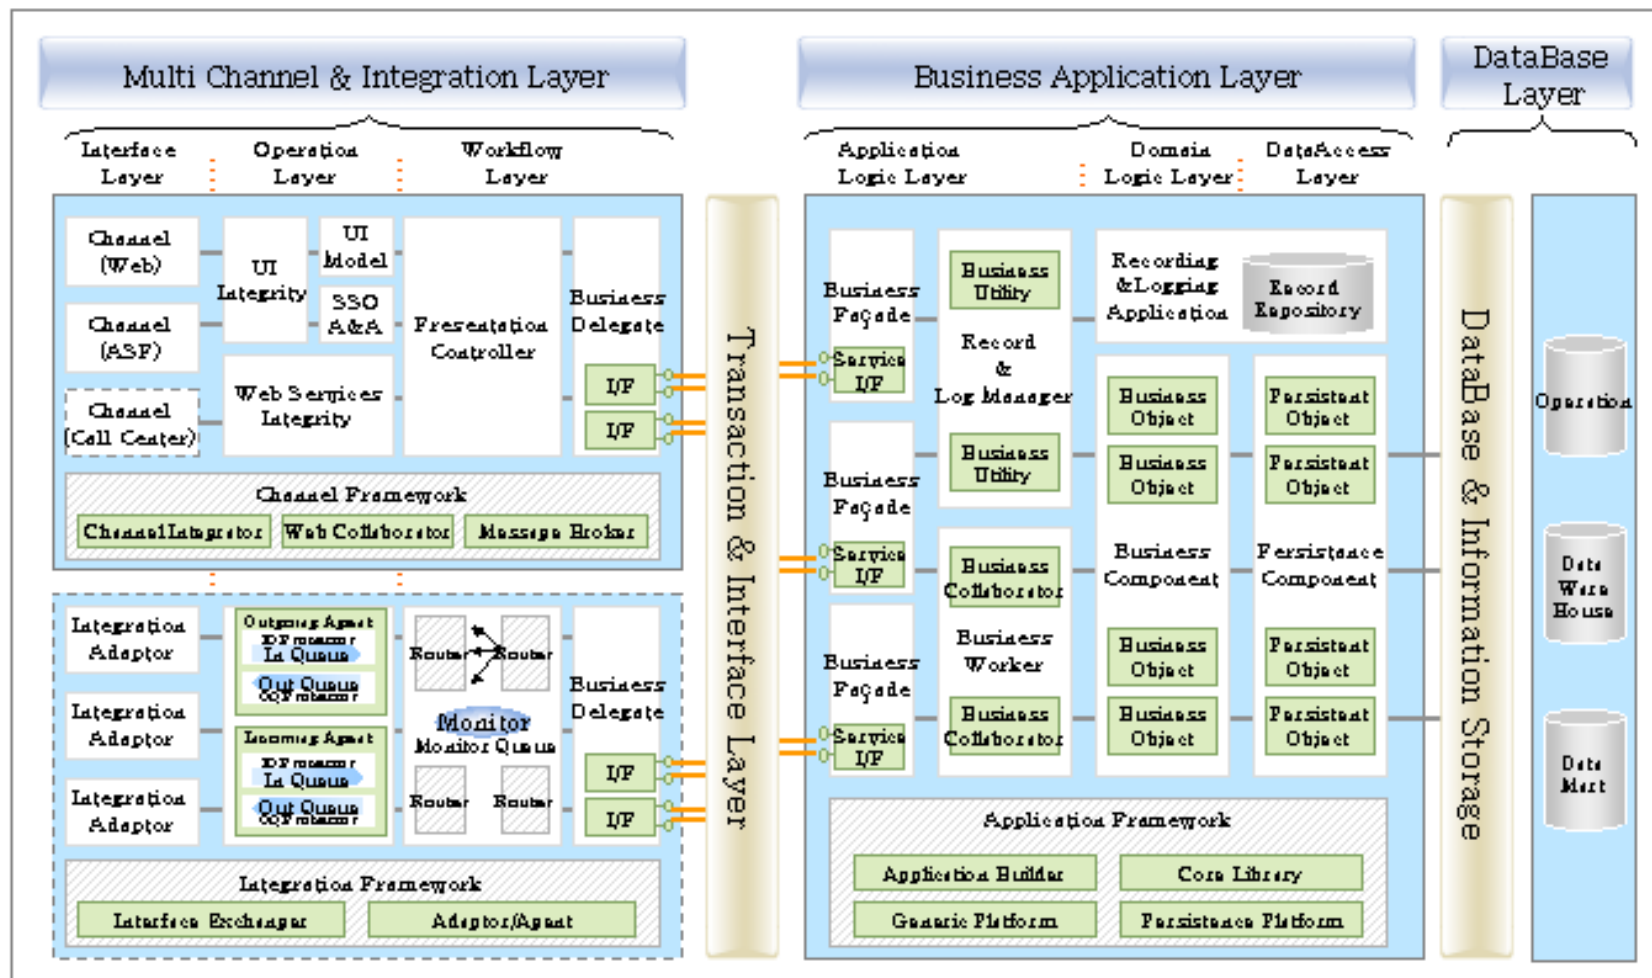 Multi Channel & Integration Layer
Business Application Layer
DataBase
Layer
Interface
Layer
Operation
Layer
Workflow
Layer
Application
Logic Layer
Domain
Logic Layer
DataAccess
Layer
Channel
(Web)
Channel
(ASP)
Channel
(Call Center)
UI
Integrity
UI
Model
SSO
A&A
Web Services
Integrity
Presentation
Controller
Business
Delegate
I/F
I/F
Channel Framework
Channel Integrator
Web Collaborator
Message Broker
Integration
Adaptor
Integration
Adaptor
Integration
Adaptor
Outgoing Agent
In Queue
Out Queue
Incoming Agent
In Queue
Out Queue
Router
Router
Monitor
Monitor Queue
Router
Router
Business
Delegate
I/F
I/F
Integration Framework
Interface Exchanger
Adaptor/Agent
Transaction & Interface Layer
Business
Façade
Service
I/F
Business
Façade
Service
I/F
Business
Façade
Service
I/F
Business
Utility
Record
&
Log Manager
Business
Utility
Business
Collaborator
Business
Worker
Business
Collaborator
Recording
&Logging
Application
Record
Repository
Business
Object
Business
Object
Business
Component
Business
Object
Business
Object
Persistent
Object
Persistent
Object
Persistance
Component
Persistent
Object
Persistent
Object
Application Framework
Application Builder
Core Library
Generic Platform
Persistence Platform
DataBase & Information Storage
Operation
Data
Ware
House
Data
Mart